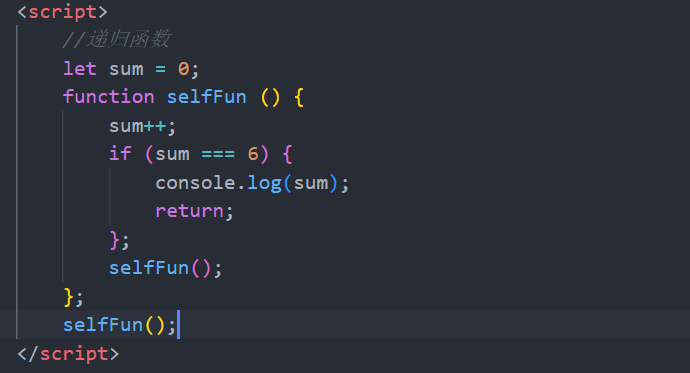 <script>
//递归函数
let sum = 0;
function selfFun () {
sum++;
if (sum === 6) {
console.log(sum);
return;
};
selfFun();
};
selfFun();
</script>